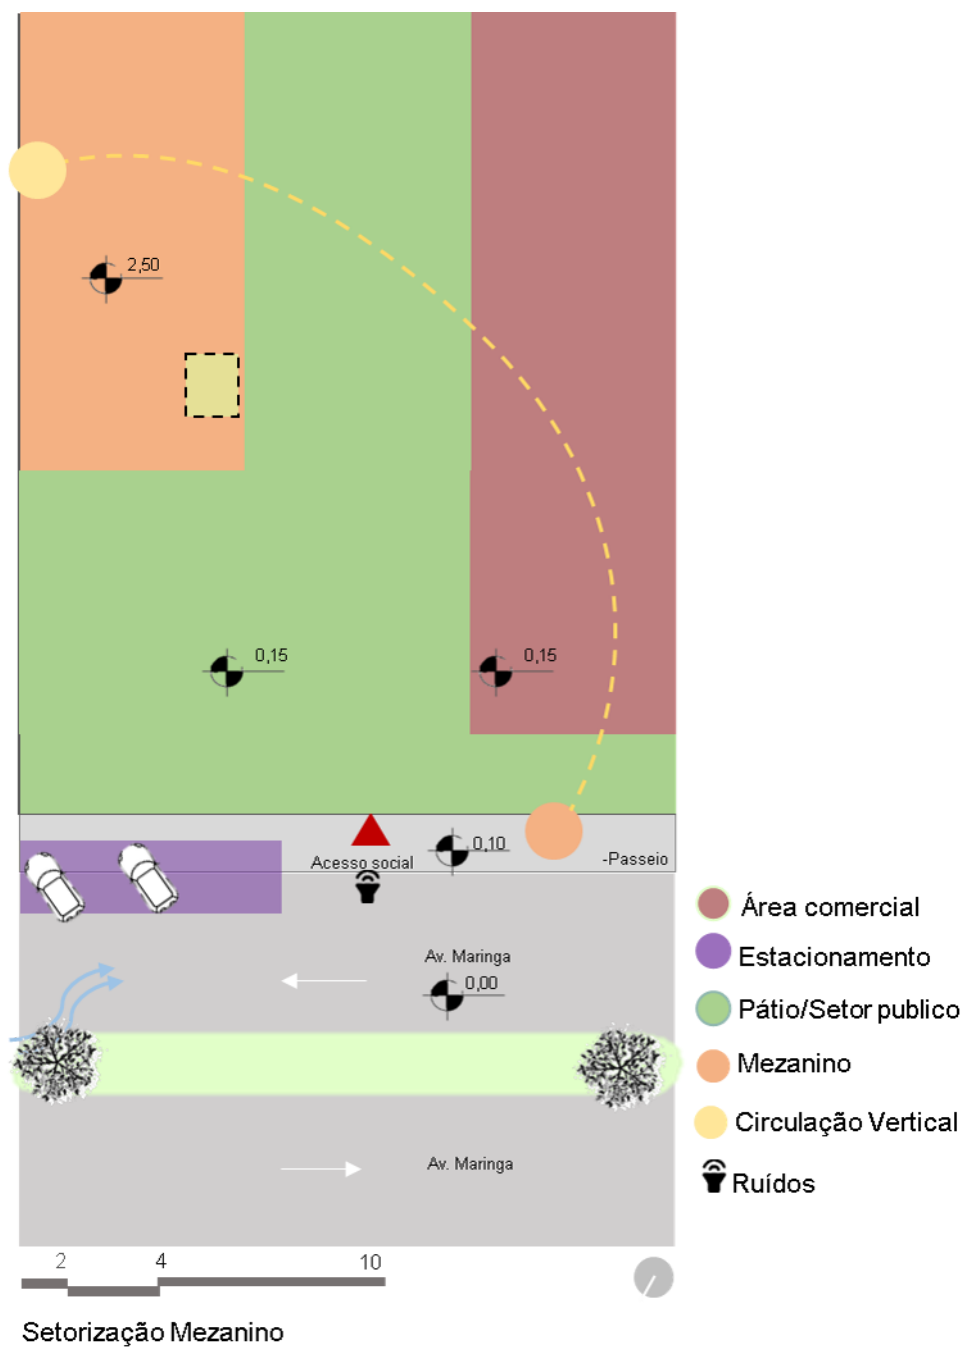 2,50
0,15
0,15
0,10
Acesso social
-Passeio
Av. Maringa
0,00
Av. Maringa
Área comercial
Estacionamento
Pátio/Setor publico
Mezanino
Circulação Vertical
Ruídos
2 4 10
Setorização Mezanino